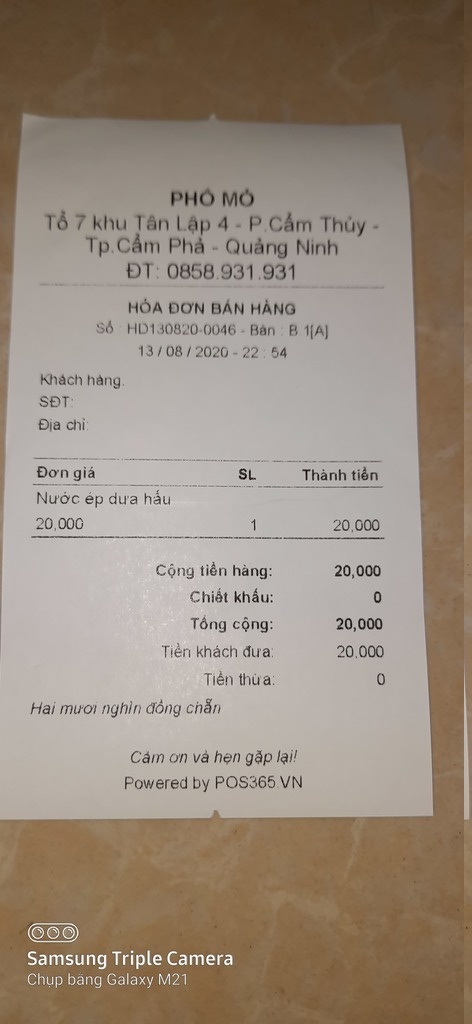 PHỐ MỎ
Tổ 7 khu Tân Lập 4 - P.Cẩm Thủy -
Tp.Cẩm Phả - Quảng Ninh
ĐT: 0858.931.931
HÓA ĐƠN BÁN HÀNG
Số : HD130820-0046 - Bàn : B 1[A]
13 / 08 / 2020 - 22 : 54
Khách hàng:
SĐT:
Địa chỉ:
Đơn giá SL Thành tiền
Nước ép dưa hấu
20,000 1 20,000
Cộng tiền hàng: 20,000
Chiết khấu: 0
Tổng cộng: 20,000
Tiền khách đưa: 20,000
Tiền thừa: 0
Hai mươi nghìn đồng chẵn
Cảm ơn và hẹn gặp lại!
Powered by POS365.VN
Samsung Triple Camera
Chụp bằng Galaxy M21